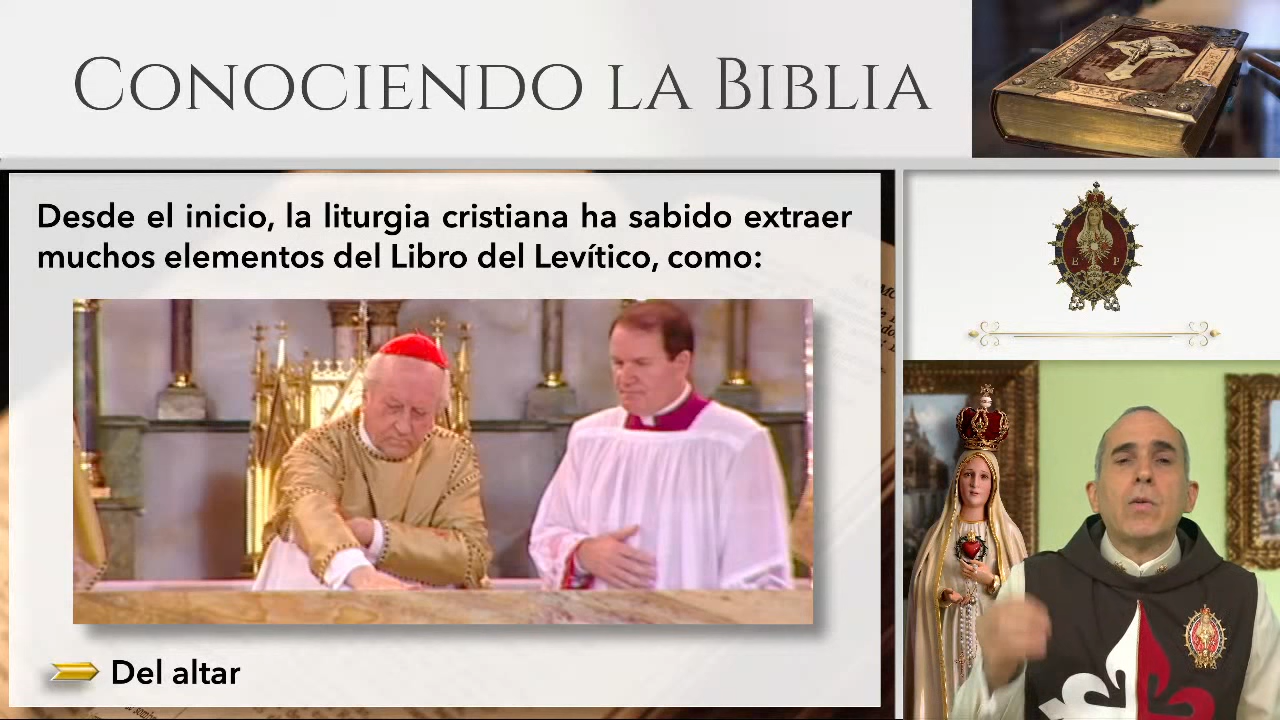 CONOCIENDO LA BIBLIA
Desde el inicio, la liturgia cristiana ha sabido extraer
muchos elementos del Libro del Levítico, como:
E P
Del altar